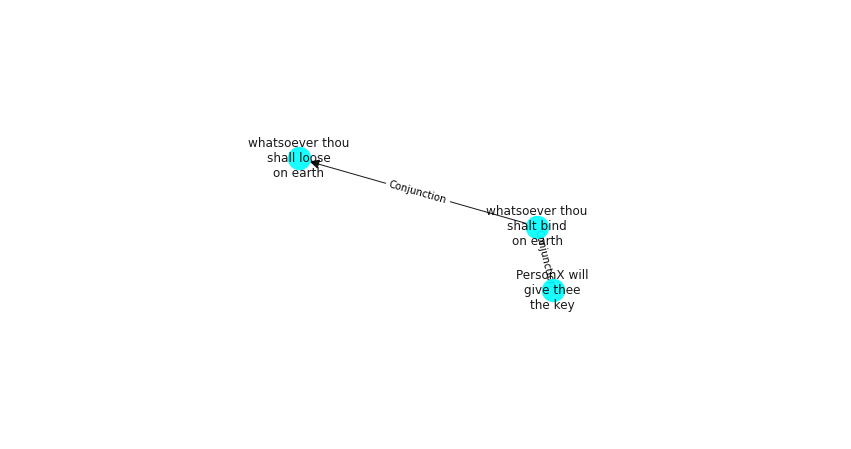 whatsoever thou
shall loose
on earth
Conjunction
whatsoever thou
shalt bind
on earth
PersonX will
give thee
the key